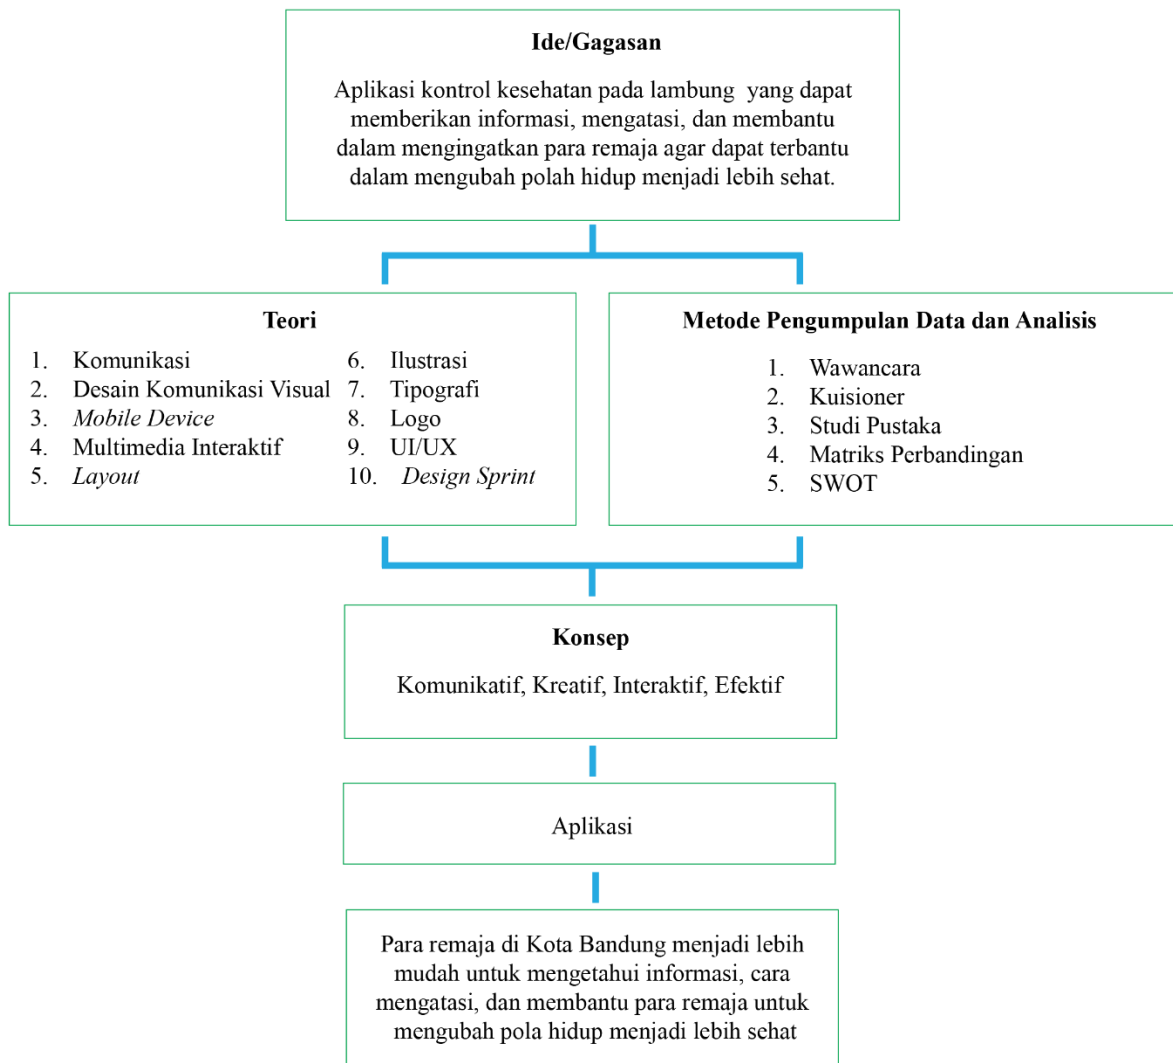 Ide/Gagasan
Aplikasi kontrol kesehatan pada lambung yang dapat
memberikan informasi, mengatasi, dan membantu
dalam mengingatkan para remaja agar dapat terbantu
dalam mengubah polah hidup menjadi lebih sehat.
Teori
1. Komunikasi
2. Desain Komunikasi Visual
3. Mobile Device
4. Multimedia Interaktif
5. Layout
6. Ilustrasi
7. Tipografi
8. Logo
9. UI/UX
10. Design Sprint
Metode Pengumpulan Data dan Analisis
1. Wawancara
2. Kuisioner
3. Studi Pustaka
4. Matriks Perbandingan
5. SWOT
Konsep
Komunikatif, Kreatif, Interaktif, Efektif
Aplikasi
Para remaja di Kota Bandung menjadi lebih
mudah untuk mengetahui informasi, cara
mengatasi, dan membantu para remaja untuk
mengubah pola hidup menjadi lebih sehat